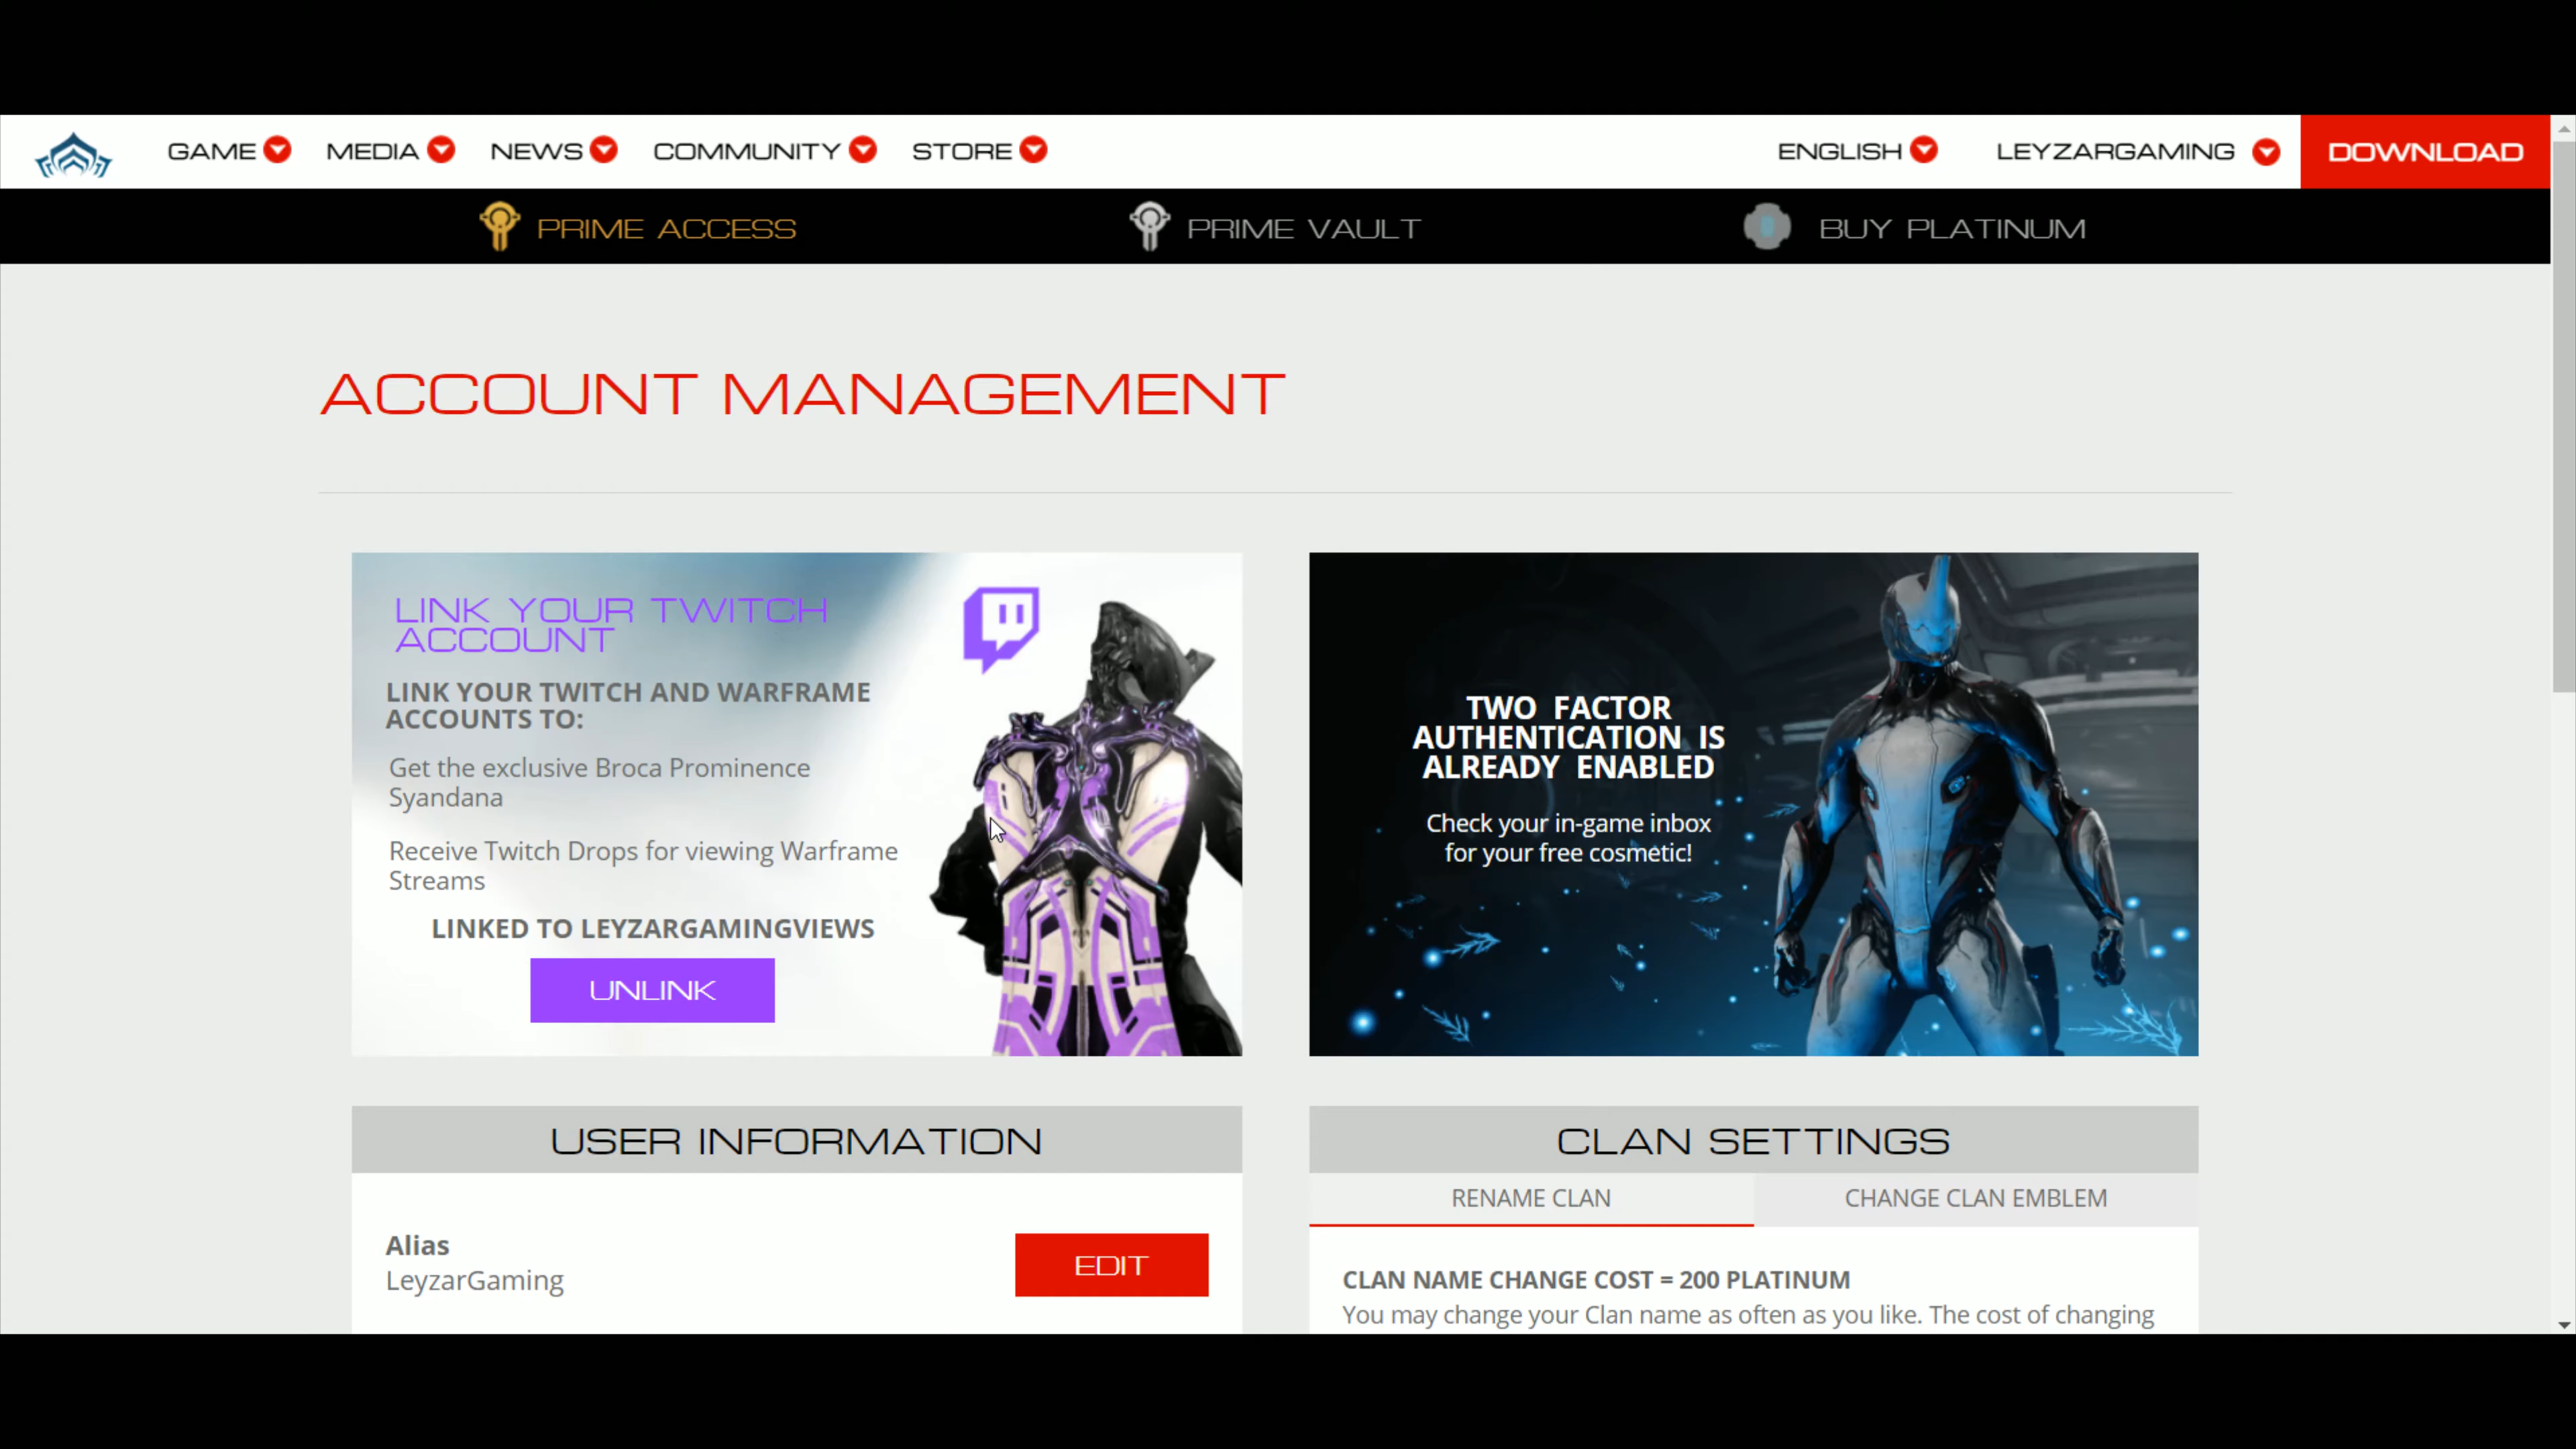 GAME MEDIA NEWS COMMUNITY STORE ENGLISH LEYZARGAMING DOWNLOAD
PRIME ACCESS PRIME VAULT BUY PLATINUM
ACCOUNT MANAGEMENT
LINK YOUR TWITCH
ACCOUNT
LINK YOUR TWITCH AND WARFRAME
ACCOUNTS TO:
Get the exclusive Broca Prominence
Syandana
Receive Twitch Drops for viewing Warframe
Streams
LINKED TO LEYZARGAMINGVIEWS
UNLINK
TWO FACTOR
AUTHENTICATION IS
ALREADY ENABLED
Check your in-game inbox
for your free cosmetic!
USER INFORMATION
Alias
LeyzarGaming
EDIT
CLAN SETTINGS
RENAME CLAN CHANGE CLAN EMBLEM
CLAN NAME CHANGE COST = 200 PLATINUM
You may change your Clan name as often as you like. The cost of changing